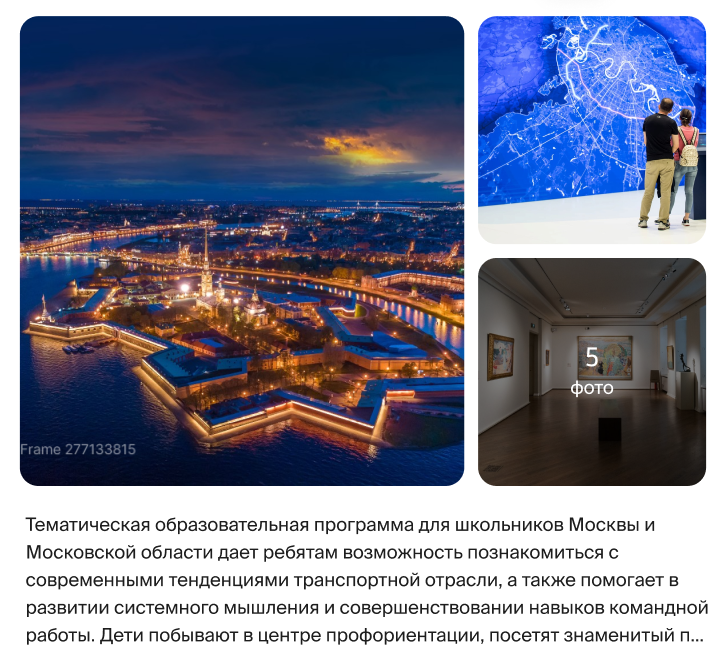 5
фото
Frame 277133815
Тематическая образовательная программа для школьников Москвы и
Московской области дает ребятам возможность познакомиться с
современными тенденциями транспортной отрасли, а также помогает в
развитии системного мышления и совершенствовании навыков командной
работы. Дети побывают в центре профориентации, посетят знаменитый п...